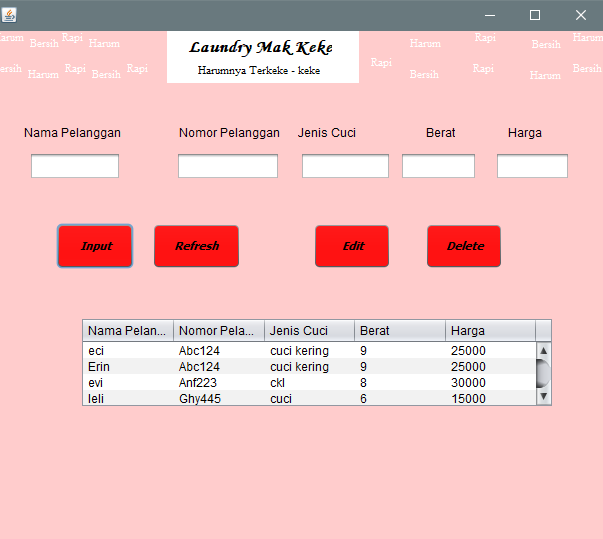 Harum Bersih Rapi Harum Laundry Mak Keke Rapi Harum Rapi Bersih Harum
Bersih Harum Rapi Bersih Rapi Harumnya Terkeke - keke Bersih Rapi Harum Bersih
Nama Pelanggan Nomor Pelanggan Jenis Cuci Berat Harga
Input Refresh Edit Delete
Nama Pelan... Nomor Pela... Jenis Cuci Berat Harga
eci Abc124 cuci kering 9 25000
Erin Abc124 cuci kering 9 25000
evi Anf223 ckl 8 30000
leli Ghy445 cuci 6 15000